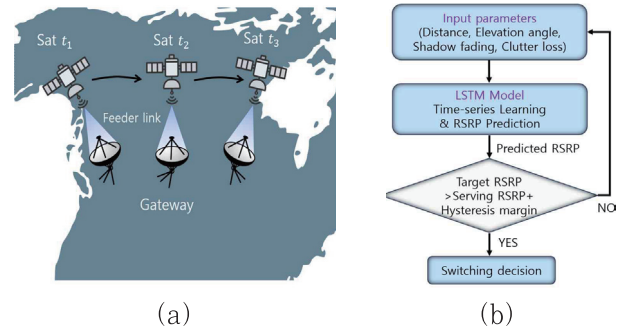 Sat t₁
Sat t₂
Sat t₃
Feeder link
Gateway
(a)
Input parameters
(Distance, Elevation angle,
Shadow fading, Clutter loss)
LSTM Model
Time-series Learning
& RSRP Prediction
Predicted RSRP
Target RSRP
>Serving RSRP+
Hysteresis margin
NO
YES
Switching decision
(b)